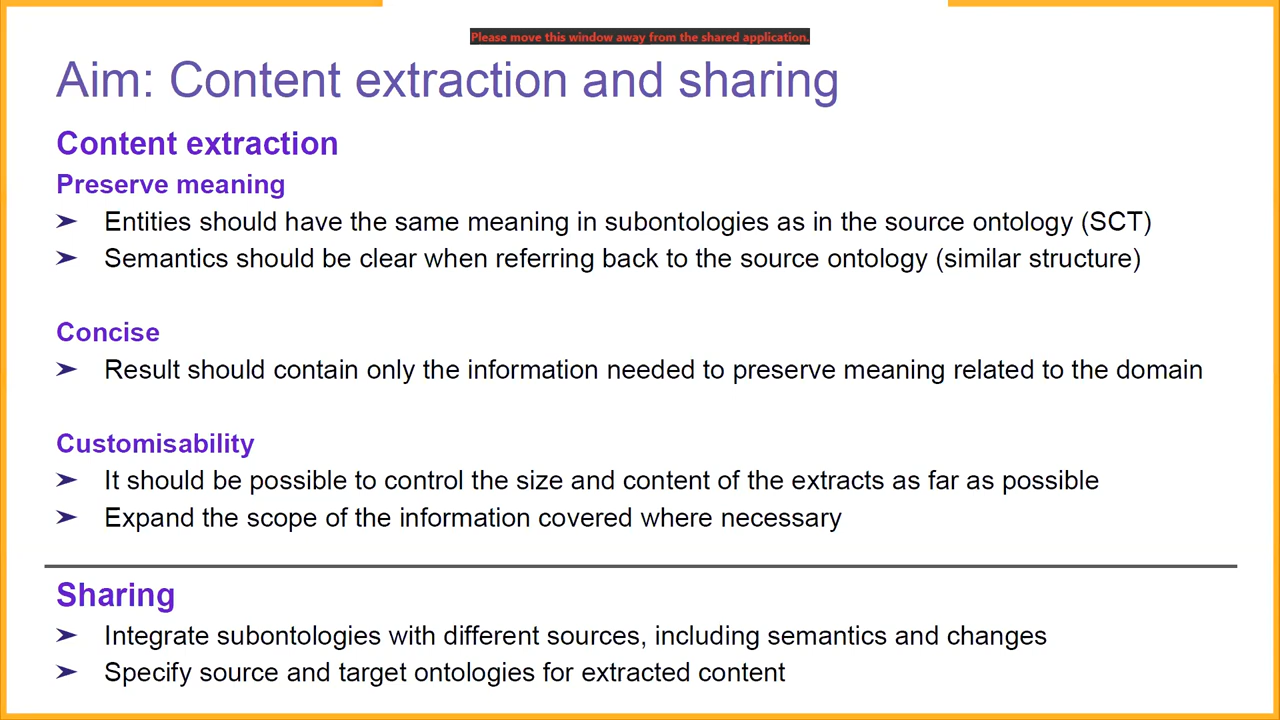 Please move this window away from the shared application.
Aim: Content extraction and sharing
Content extraction
Preserve meaning
➢ Entities should have the same meaning in subontologies as in the source ontology (SCT)
➢ Semantics should be clear when referring back to the source ontology (similar structure)
Concise
➢ Result should contain only the information needed to preserve meaning related to the domain
Customisability
➢ It should be possible to control the size and content of the extracts as far as possible
➢ Expand the scope of the information covered where necessary
Sharing
➢ Integrate subontologies with different sources, including semantics and changes
➢ Specify source and target ontologies for extracted content